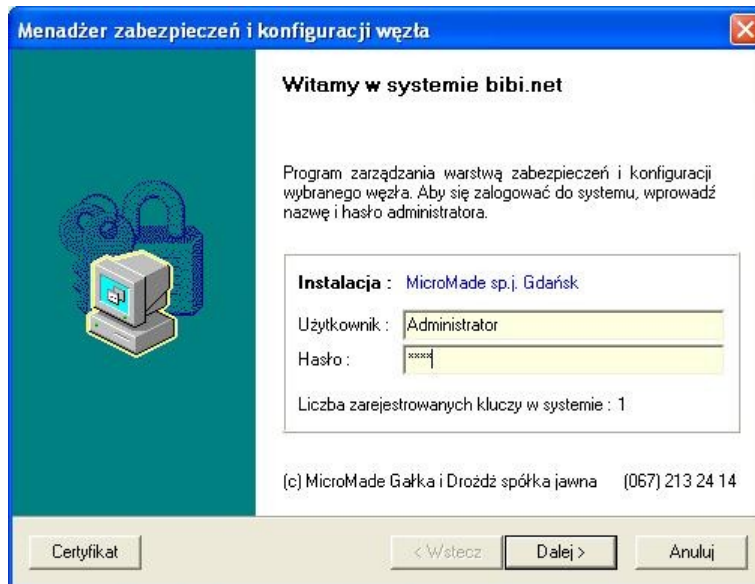 Menadżer zabezpieczeń i konfiguracji węzła
Witamy w systemie bibi.net
Program zarządzania warstwą zabezpieczeń i konfiguracji
wybranego węzła. Aby się zalogować do systemu, wprowadź
nazwę i hasło administratora.
Instalacja : MicroMade sp.j. Gdańsk
Użytkownik : Administrator
Hasło : ****
Liczba zarejestrowanych kluczy w systemie : 1
(c) MicroMade Gałka i Drożdż spółka jawna (067) 213 24 14
Certyfikat < Wstecz Dalej > Anuluj